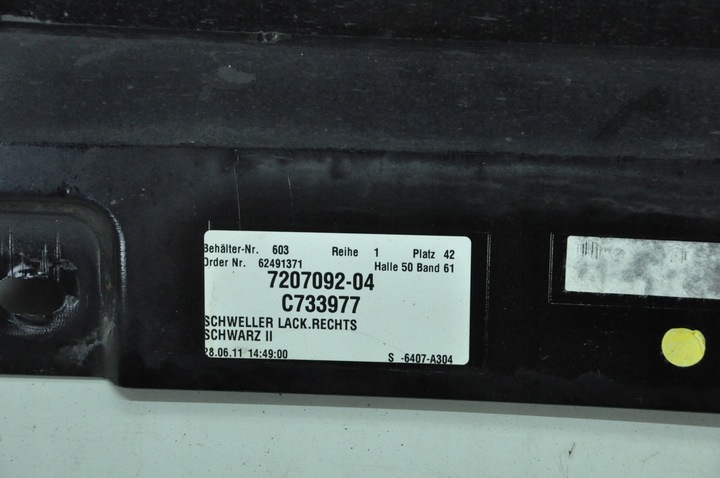 Behälter-Nr. 603 Reihe 1 Platz 42
Order Nr. 62491371 Halle 50 Band 61
7207092-04
C733977
SCHWELLER LACK.RECHTS
SCHWARZ II
28.06.11 14:49:00 S -6407-A304